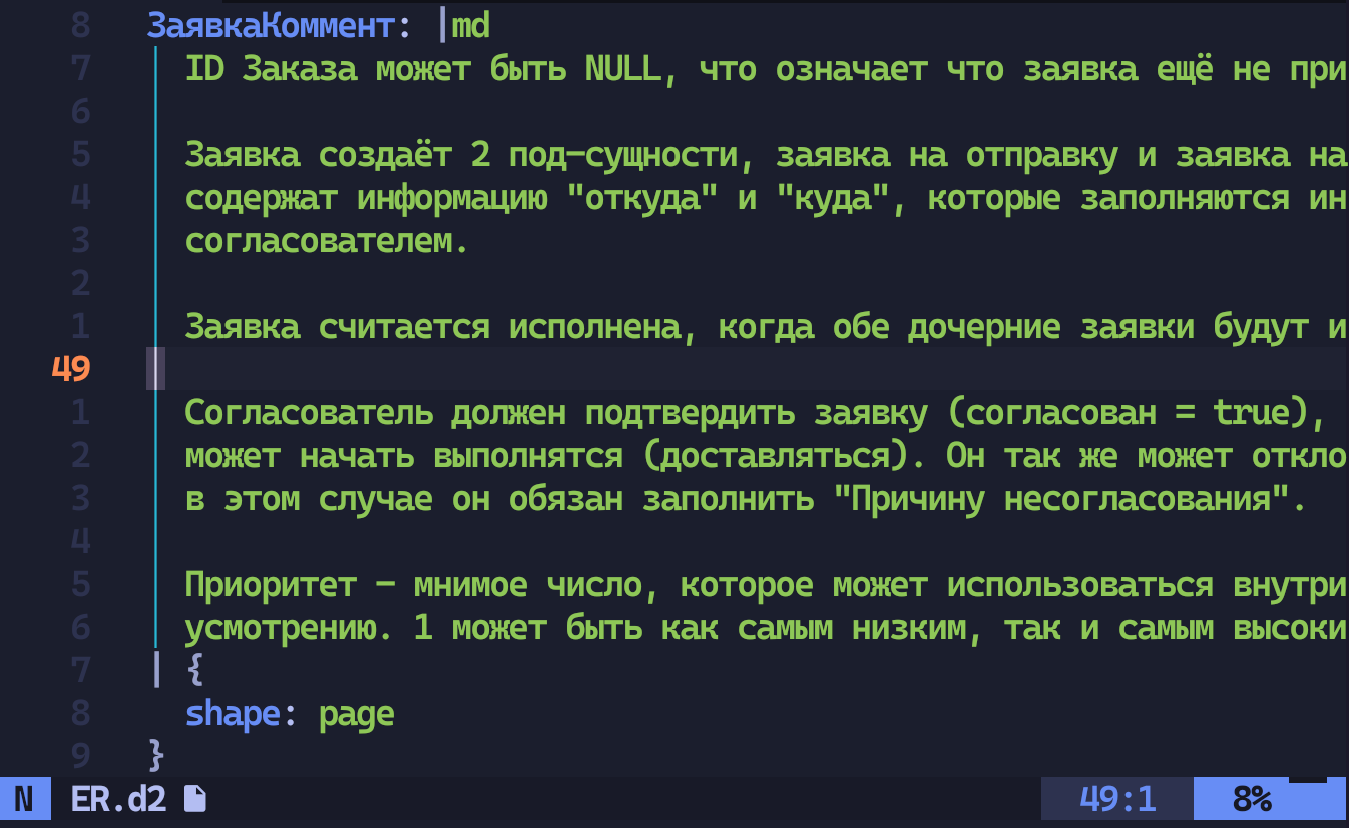 8 ЗаявкаКоммент: |md
7 ID Заказа может быть NULL, что означает что заявка ещё не при
6
5 Заявка создаёт 2 под-сущности, заявка на отправку и заявка на
4 содержат информацию "откуда" и "куда", которые заполняются ин
3 согласователем.
2
1 Заявка считается исполнена, когда обе дочерние заявки будут и
49
1 Согласователь должен подтвердить заявку (согласован = true),
2 может начать выполнятся (доставляться). Он так же может откло
3 в этом случае он обязан заполнить "Причину несогласования".
4
5 Приоритет - мнимое число, которое может использоваться внутри
6 усмотрению. 1 может быть как самым низким, так и самым высоки
7 | {
8 shape: page
9 }
N ER.d2 49:1 8%